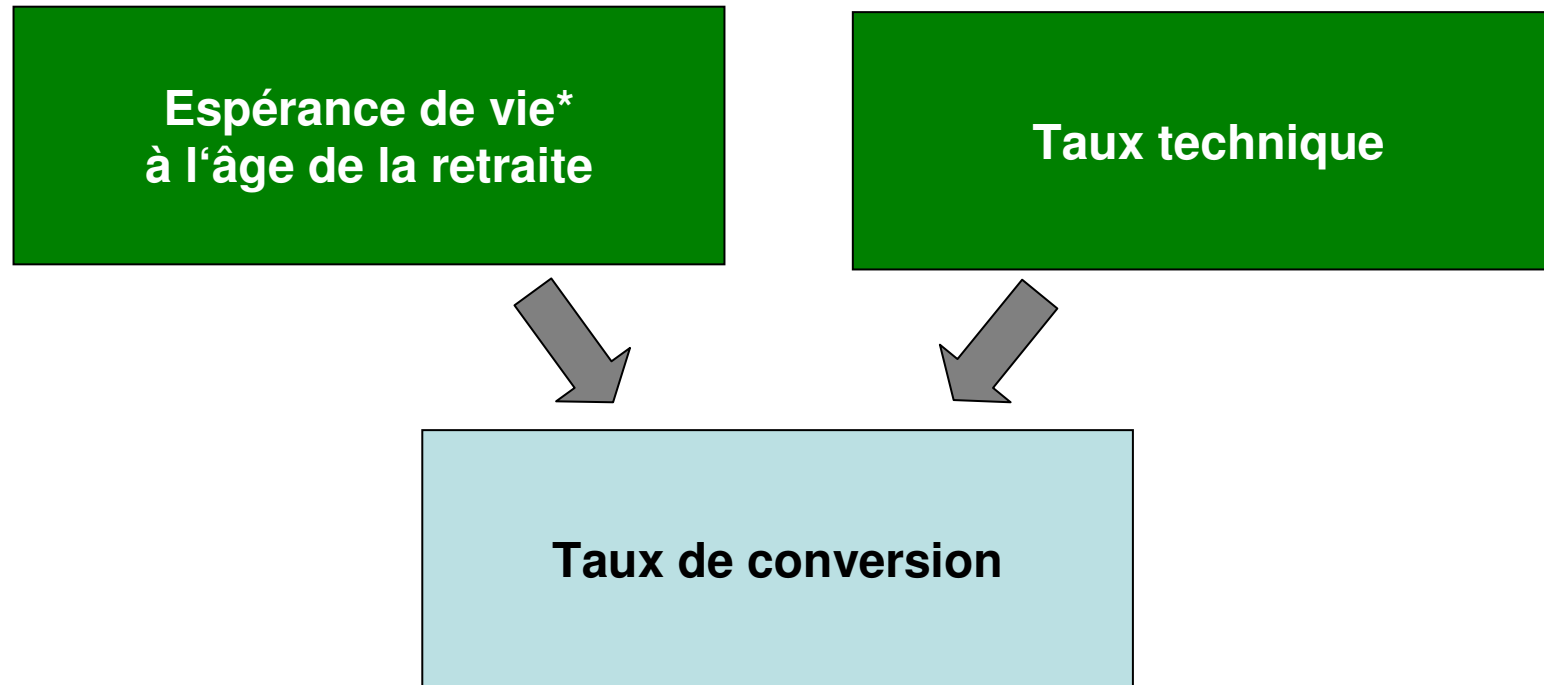 Espérance de vie*
à l‘âge de la retraite
Taux technique
Taux de conversion